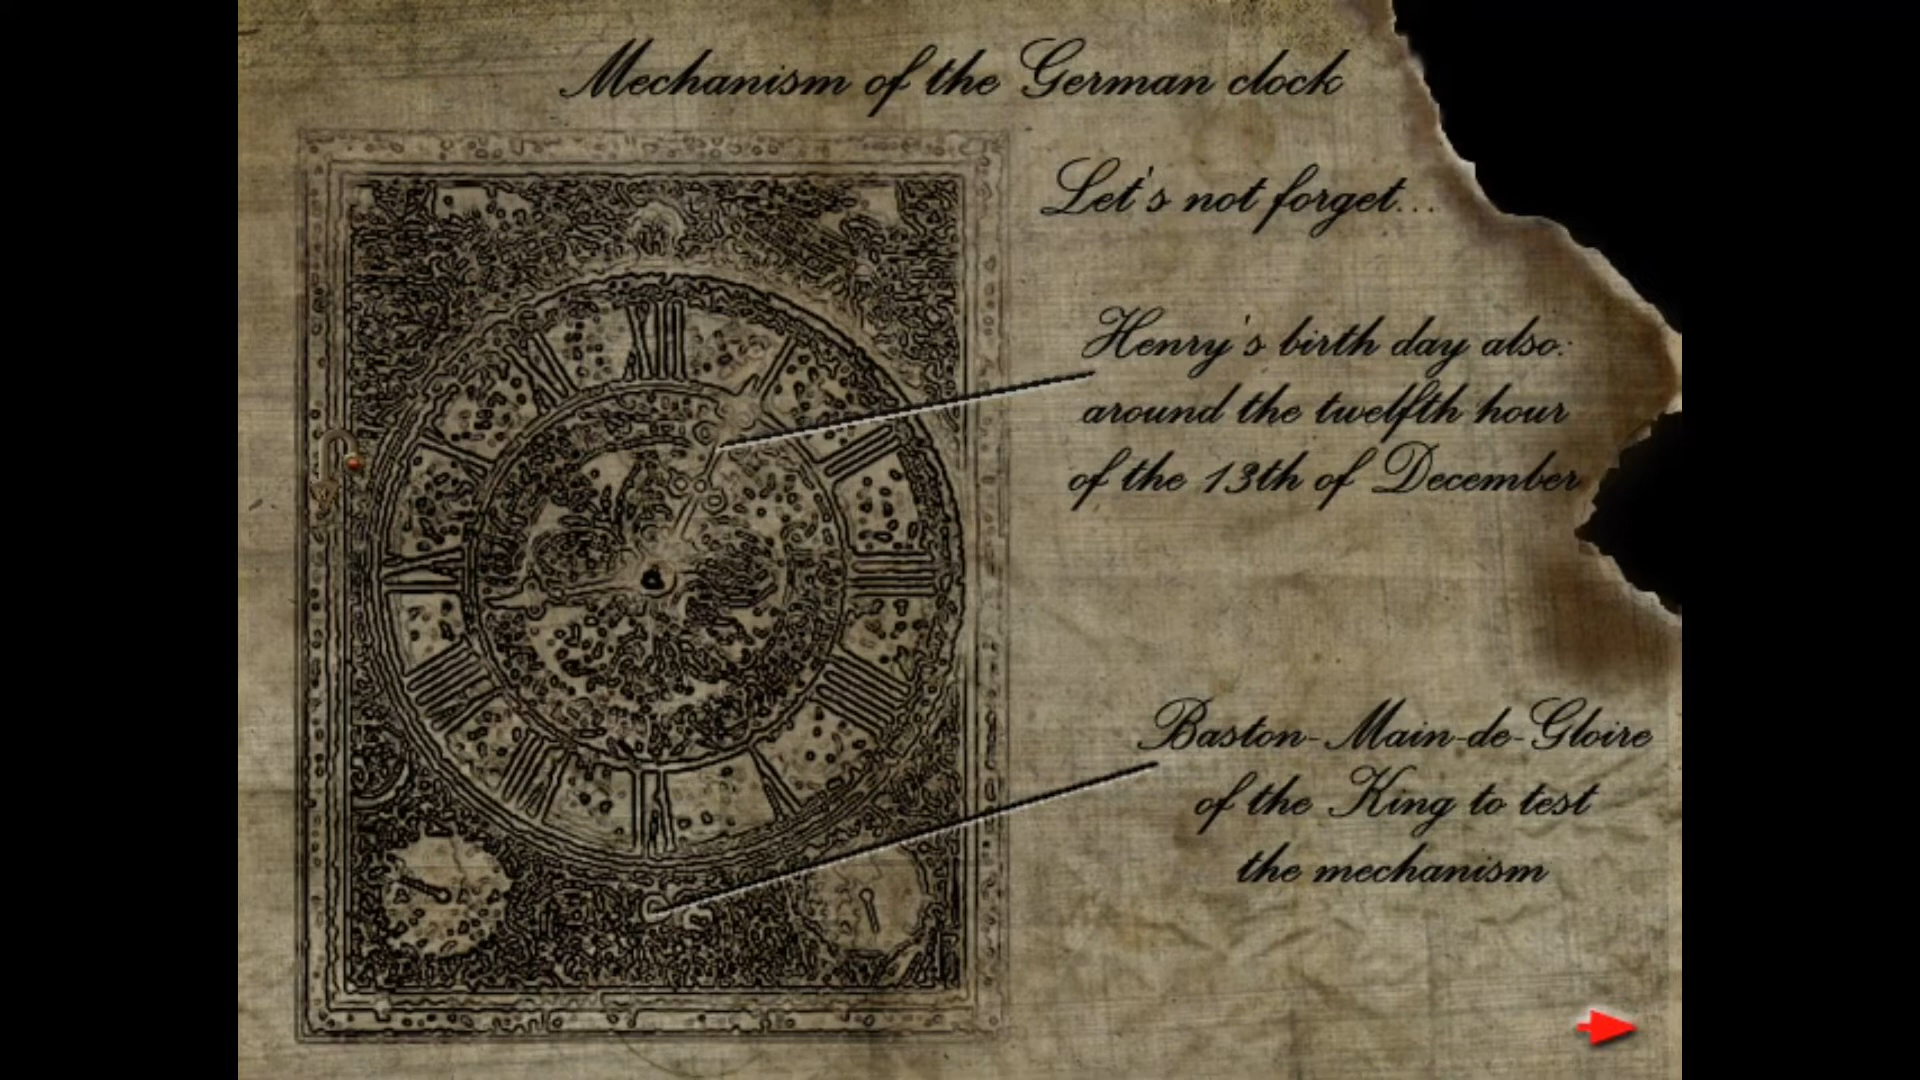 Mechanism of the German clock
Let's not forget...
Henry's birth day also:
around the twelfth hour
of the 13th of December
Baston-Main-de-Gloire
of the King to test
the mechanism